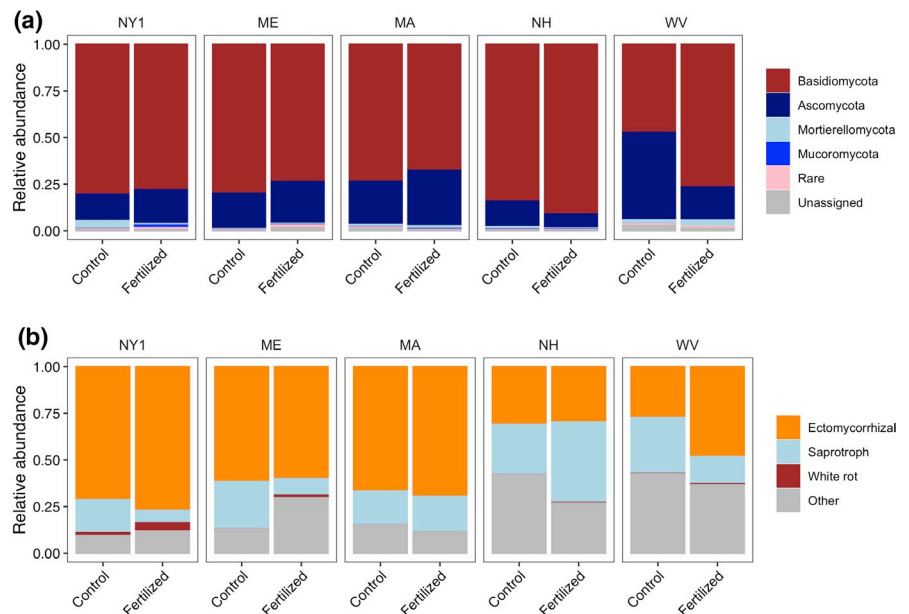 (a)
NY1 ME MA NH WV
Relative abundance
1.00
0.75
0.50
0.25
0.00
Control Fertilized Control Fertilized Control Fertilized Control Fertilized Control Fertilized
Basidiomycota
Ascomycota
Mortierellomycota
Mucoromycota
Rare
Unassigned
(b)
NY1 ME MA NH WV
Relative abundance
1.00
0.75
0.50
0.25
0.00
Control Fertilized Control Fertilized Control Fertilized Control Fertilized Control Fertilized
Ectomycorrhizal
Saprotroph
White rot
Other